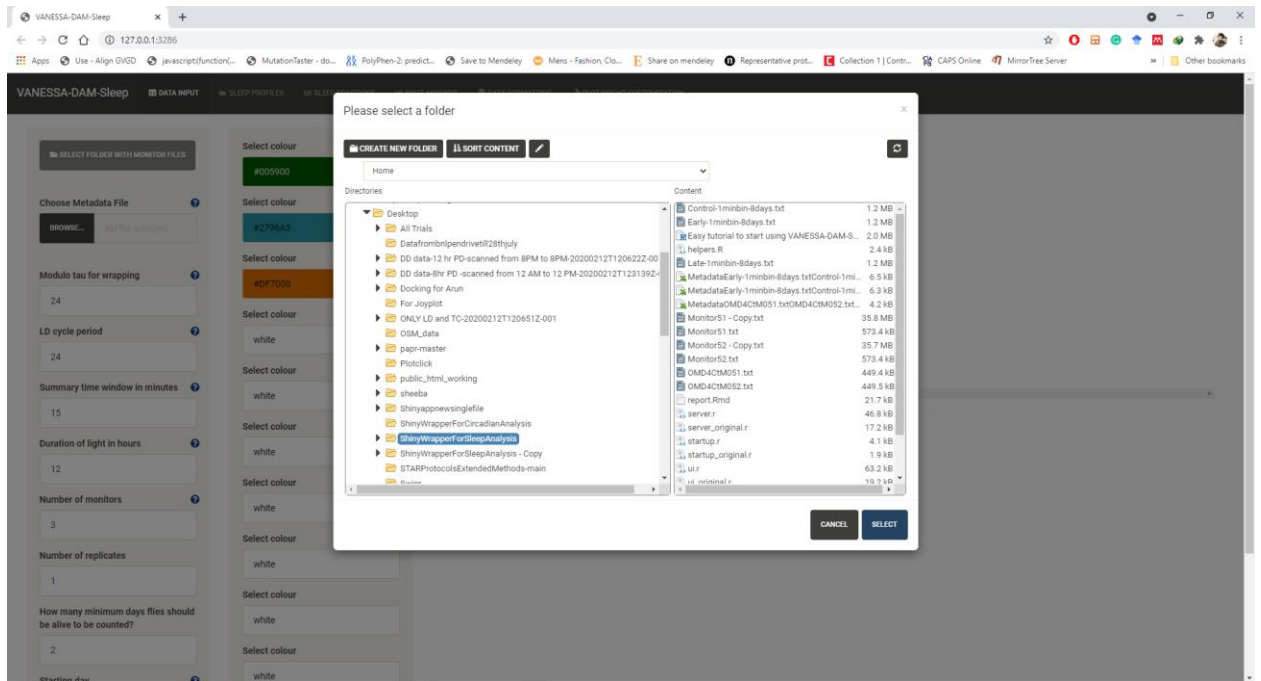 VANESSA-DAM-Sleep
127.0.0.1:3286
Apps Use - Align GVGD javascript(function(... MutationTaster - do... PolyPhen-2: predict... Save to Mendeley Mens - Fashion, Clo... Share on mendeley Representative prot... Collection 1 | Contr... CAPS Online MirrorTree Server » Other bookmarks
VANESSA-DAM-Sleep DATA INPUT SLEEP PROFILES
Please select a folder
CREATE NEW FOLDER SORT CONTENT
Home
Directories
Desktop
All Trials
Datafrombnlpendrivetill28thjuly
DD data-12 hr PD-scanned from 8PM to 8PM-20200212T120622Z-00
DD data-8hr PD -scanned from 12 AM to 12 PM-20200212T123139Z-
Docking for Arun
For Joyplot
ONLY LD and TC-20200212T120651Z-001
OSM_data
papr-master
Plotclick
public_html_working
sheeba
Shinyappnewsinglefile
ShinyWrapperForCircadianAnalysis
ShinyWrapperForSleepAnalysis
ShinyWrapperForSleepAnalysis - Copy
STARProtocolsExtendedMethods-main
Content
Control-1minbin-8days.txt 1.2 MB
Early-1minbin-8days.txt 1.2 MB
Easy tutorial to start using VANESSA-DAM-S... 2.0 MB
helpers.R 2.4 kB
Late-1minbin-8days.txt 1.2 MB
MetadataEarly-1minbin-8days.txtControl-1mi... 6.5 kB
MetadataEarly-1minbin-8days.txtControl-1mi... 6.3 kB
MetadataOMD4CtM051.txtOMD4CtM052.txt... 4.2 kB
Monitor51 - Copy.txt 35.8 MB
Monitor51.txt 573.4 kB
Monitor52 - Copy.txt 35.7 MB
Monitor52.txt 573.4 kB
OMD4CtM051.txt 449.4 kB
OMD4CtM052.txt 449.5 kB
report.Rmd 21.7 kB
server.r 46.8 kB
server_original.r 17.2 kB
startup.r 4.1 kB
startup_original.r 1.9 kB
ui.r 63.2 kB
ui_original.r 19.2 kB
CANCEL SELECT
SELECT FOLDER WITH MONITOR FILES
Choose Metadata File
BROWSE... No file selected
Modulo tau for wrapping
24
LD cycle period
24
Summary time window in minutes
15
Duration of light in hours
12
Number of monitors
3
Number of replicates
1
How many minimum days flies should
be alive to be counted?
2
Starting day
Select colour
#005900
Select colour
#2796A3
Select colour
#DF7000
Select colour
white
Select colour
white
Select colour
white
Select colour
white
Select colour
white
Select colour
white
Select colour
white